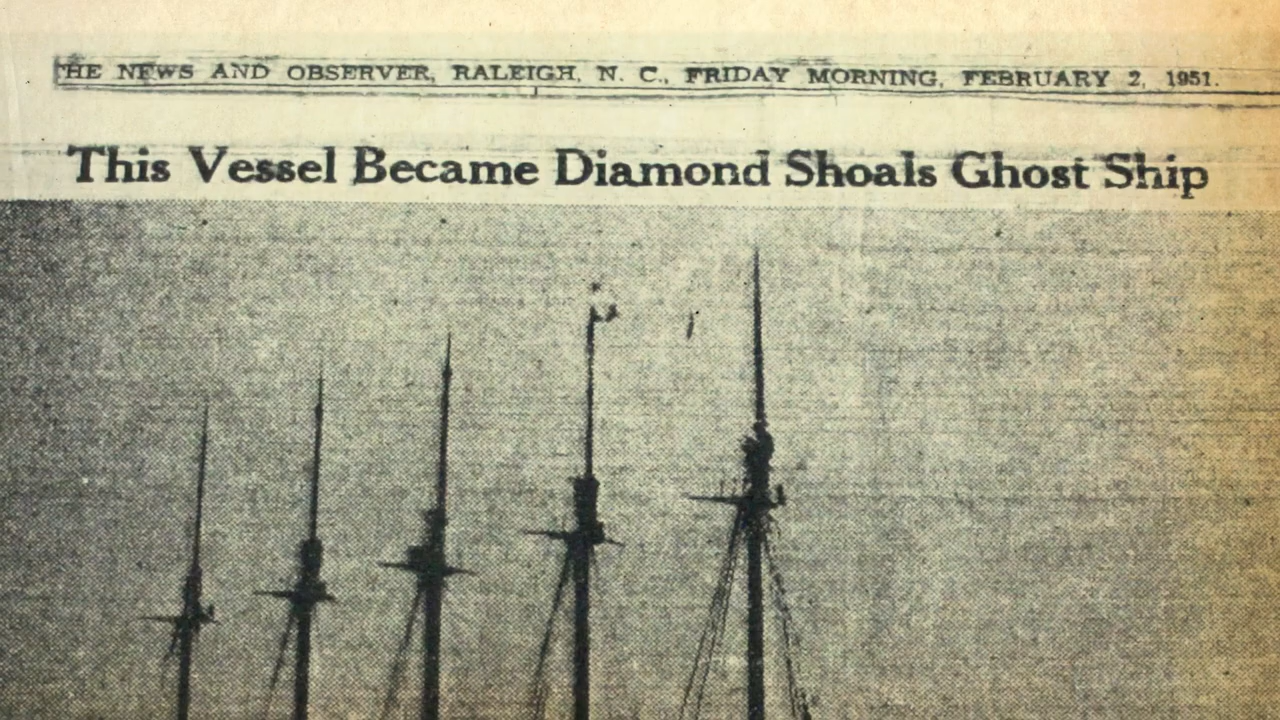 THE NEWS AND OBSERVER, RALEIGH, N. C., FRIDAY MORNING, FEBRUARY 2, 1951.
This Vessel Became Diamond Shoals Ghost Ship